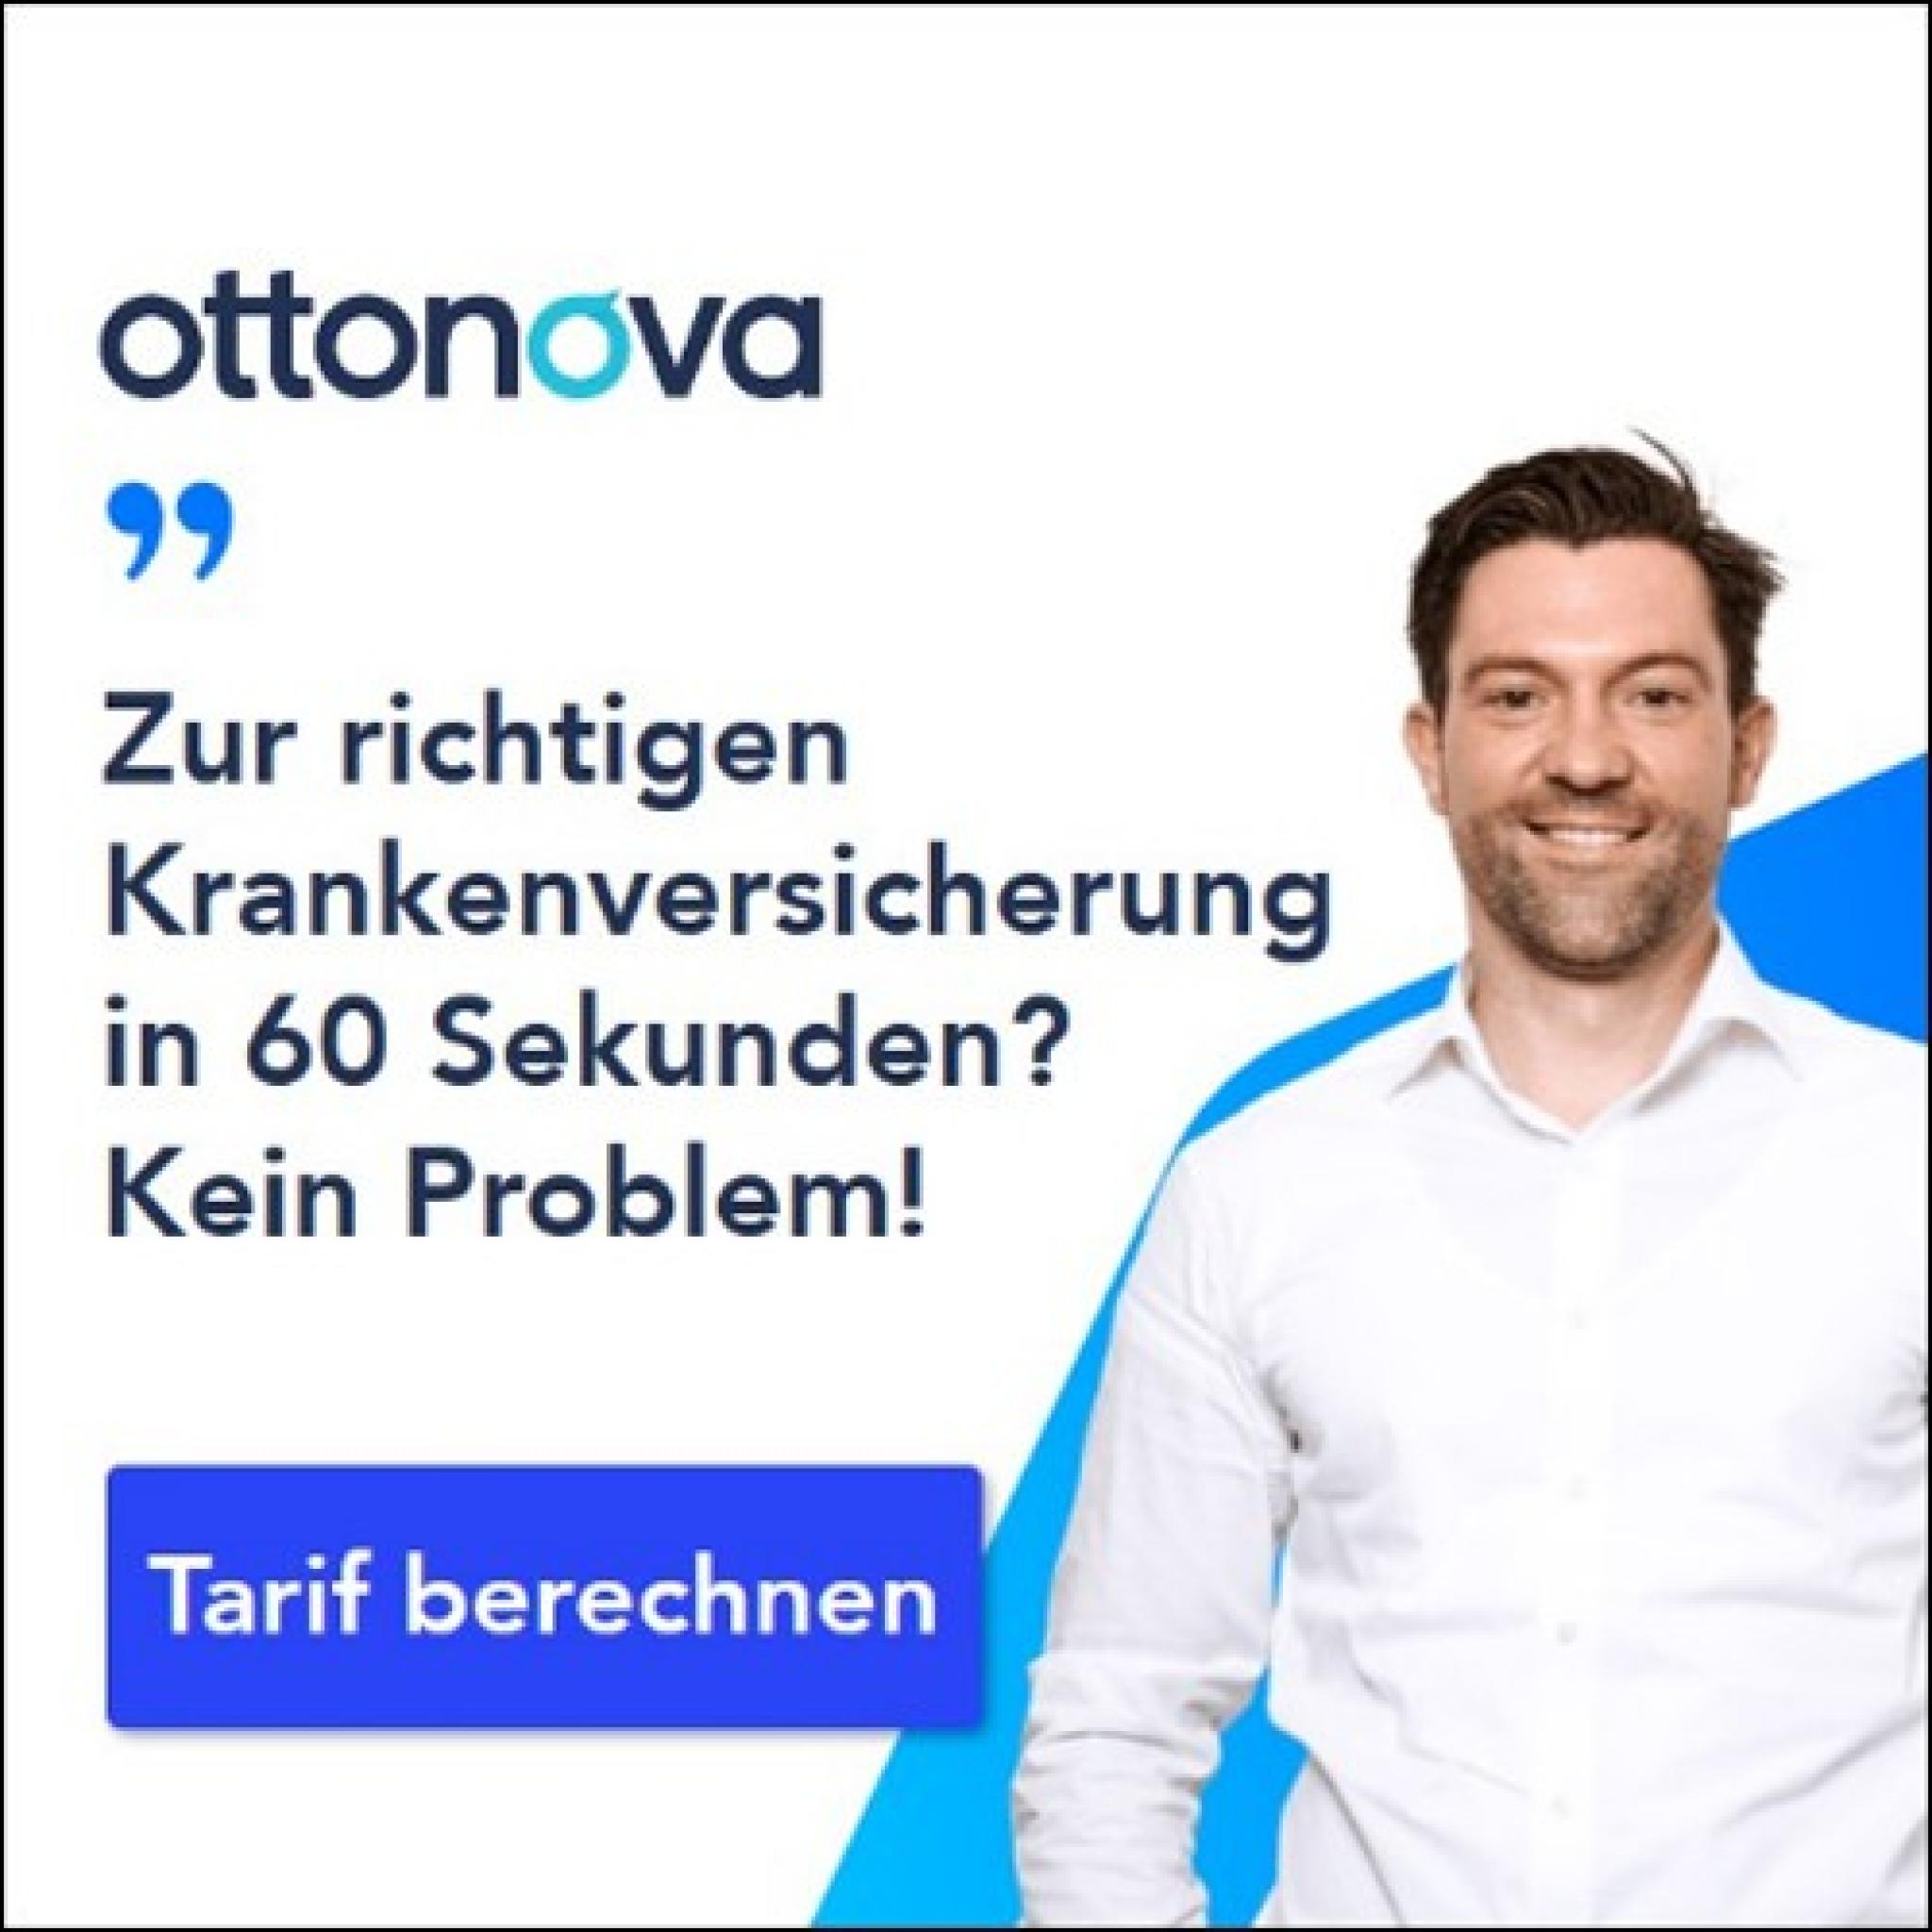 ottonova
”
Zur richtigen
Krankenversicherung
in 60 Sekunden?
Kein Problem!
Tarif berechnen